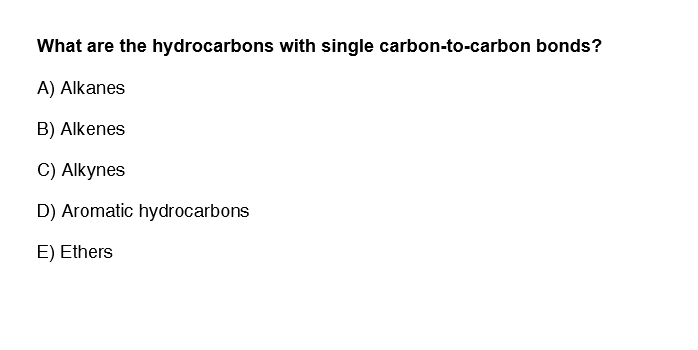 What are the hydrocarbons with single carbon-to-carbon bonds?
A) Alkanes
B) Alkenes
C) Alkynes
D) Aromatic hydrocarbons
E) Ethers